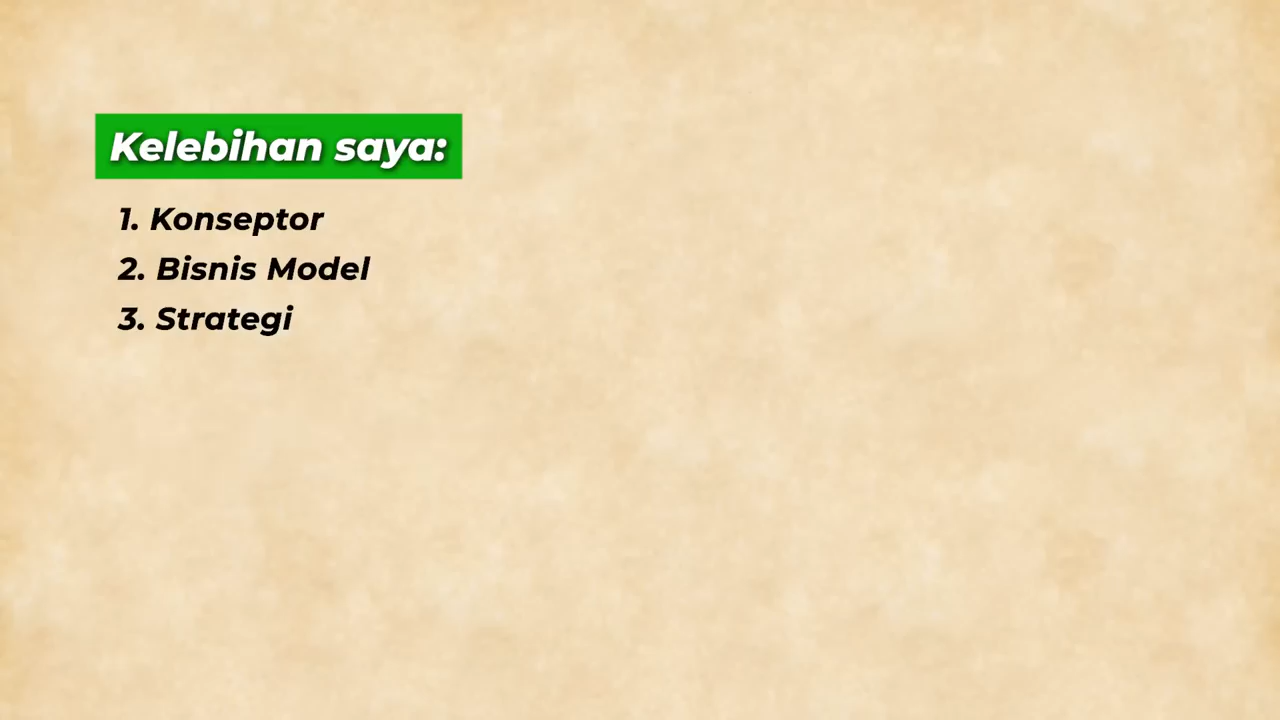 Kelebihan saya:
1. Konseptor
2. Bisnis Model
3. Strategi